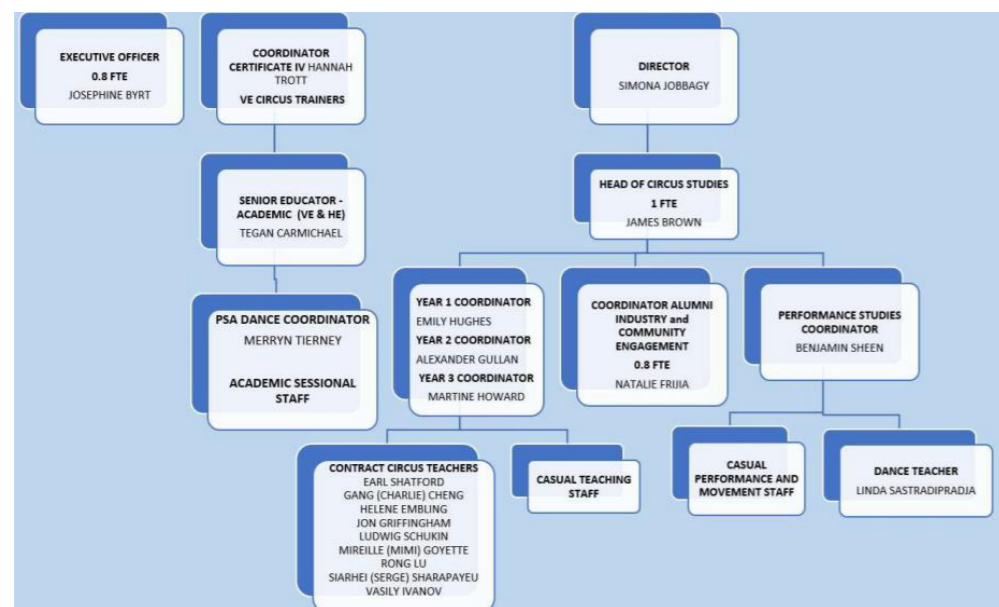 EXECUTIVE OFFICER
0.8 FTE
JOSEPHINE BYRT
COORDINATOR
CERTIFICATE IV HANNAH
TROTT
VE CIRCUS TRAINERS
DIRECTOR
SIMONA JOBBAGY
SENIOR EDUCATOR -
ACADEMIC (VE & HE)
TEGAN CARMICHAEL
HEAD OF CIRCUS STUDIES
1 FTE
JAMES BROWN
PSA DANCE COORDINATOR
MERRYN TIERNEY
ACADEMIC SESSIONAL
STAFF
YEAR 1 COORDINATOR
EMILY HUGHES
YEAR 2 COORDINATOR
ALEXANDER GULLAN
YEAR 3 COORDINATOR
MARTINE HOWARD
COORDINATOR ALUMNI
INDUSTRY and
COMMUNITY
ENGAGEMENT
0.8 FTE
NATALIE FRIJIA
PERFORMANCE STUDIES
COORDINATOR
BENJAMIN SHEEN
CONTRACT CIRCUS TEACHERS
EARL SHATFORD
GANG (CHARLIE) CHENG
HELENE EMBLING
JON GRIFFINGHAM
LUDWIG SCHUKIN
MIREILLE (MIMI) GOYETTE
RONG LU
SIARHEI (SERGE) SHARAPAYEU
VASILY IVANOV
CASUAL TEACHING
STAFF
CASUAL
PERFORMANCE AND
MOVEMENT STAFF
DANCE TEACHER
LINDA SASTRADIPRADJA